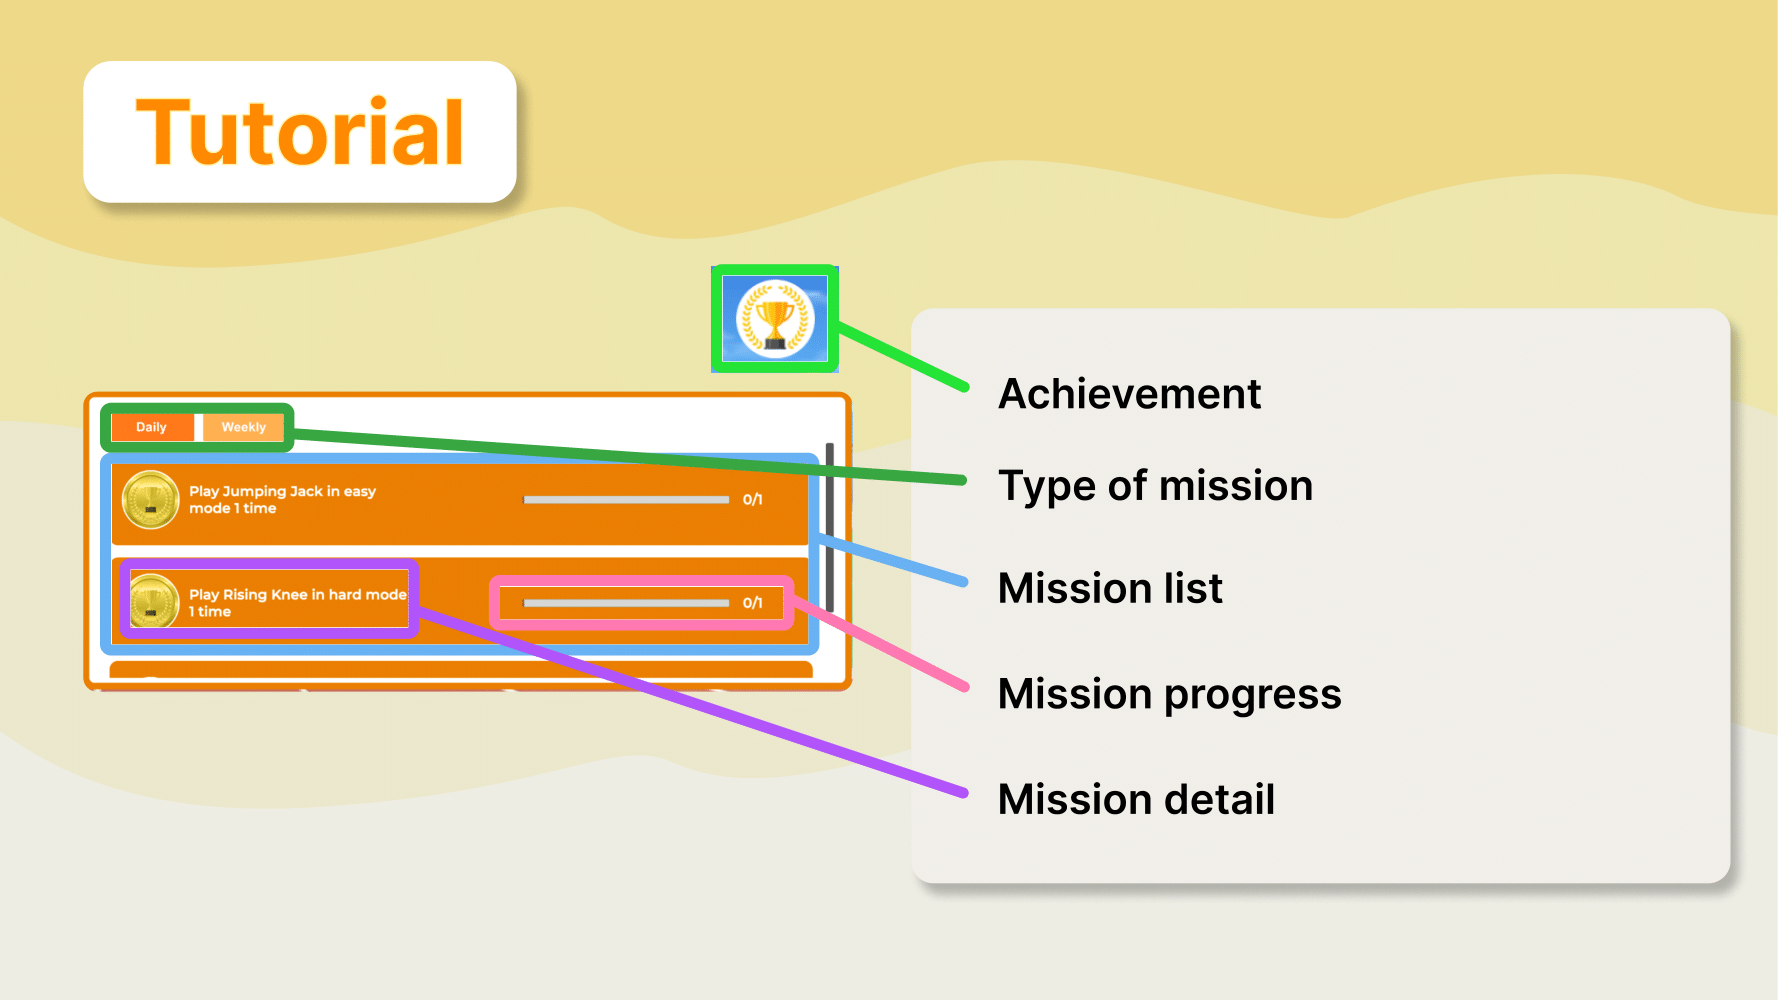 Tutorial
Daily
Weekly
Play Jumping Jack in easy
mode 1 time
0/1
Play Rising Knee in hard mode
1 time
0/1
Achievement
Type of mission
Mission list
Mission progress
Mission detail